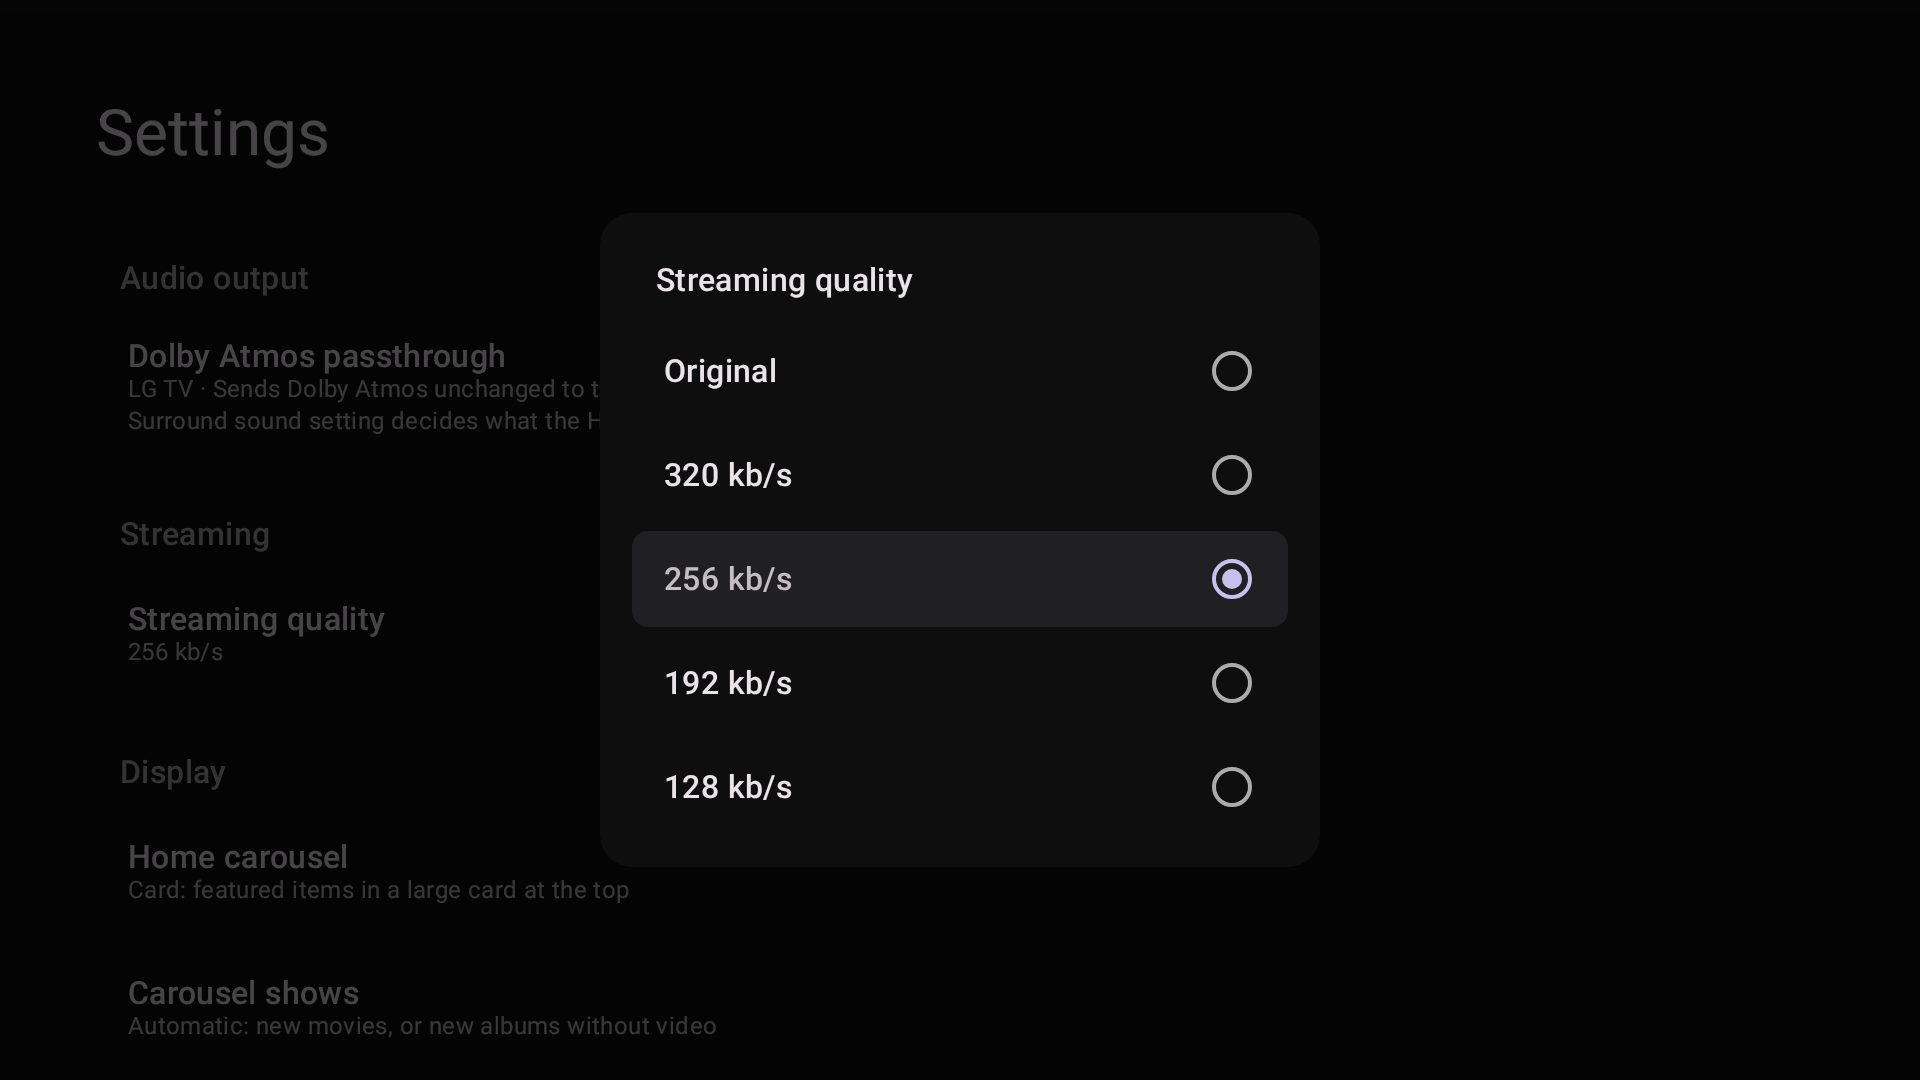 Settings
Audio output
Dolby Atmos passthrough
LG TV · Sends Dolby Atmos unchanged to t
Surround sound setting decides what the H
Streaming
Streaming quality
256 kb/s
Display
Home carousel
Card: featured items in a large card at the top
Carousel shows
Automatic: new movies, or new albums without video
Streaming quality
Original
320 kb/s
256 kb/s
192 kb/s
128 kb/s